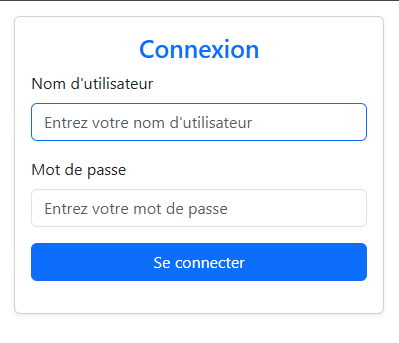 Connexion
Nom d'utilisateur
Entrez votre nom d'utilisateur
Mot de passe
Entrez votre mot de passe
Se connecter